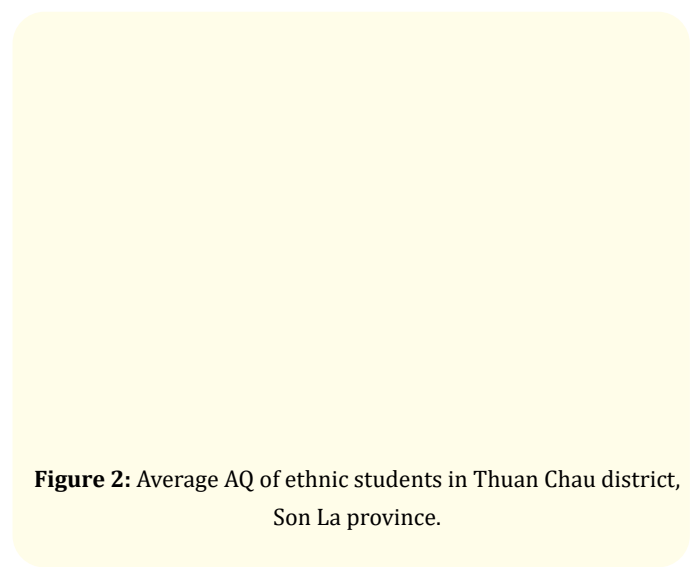 Figure 2: Average AQ of ethnic students in Thuan Chau district,
Son La province.